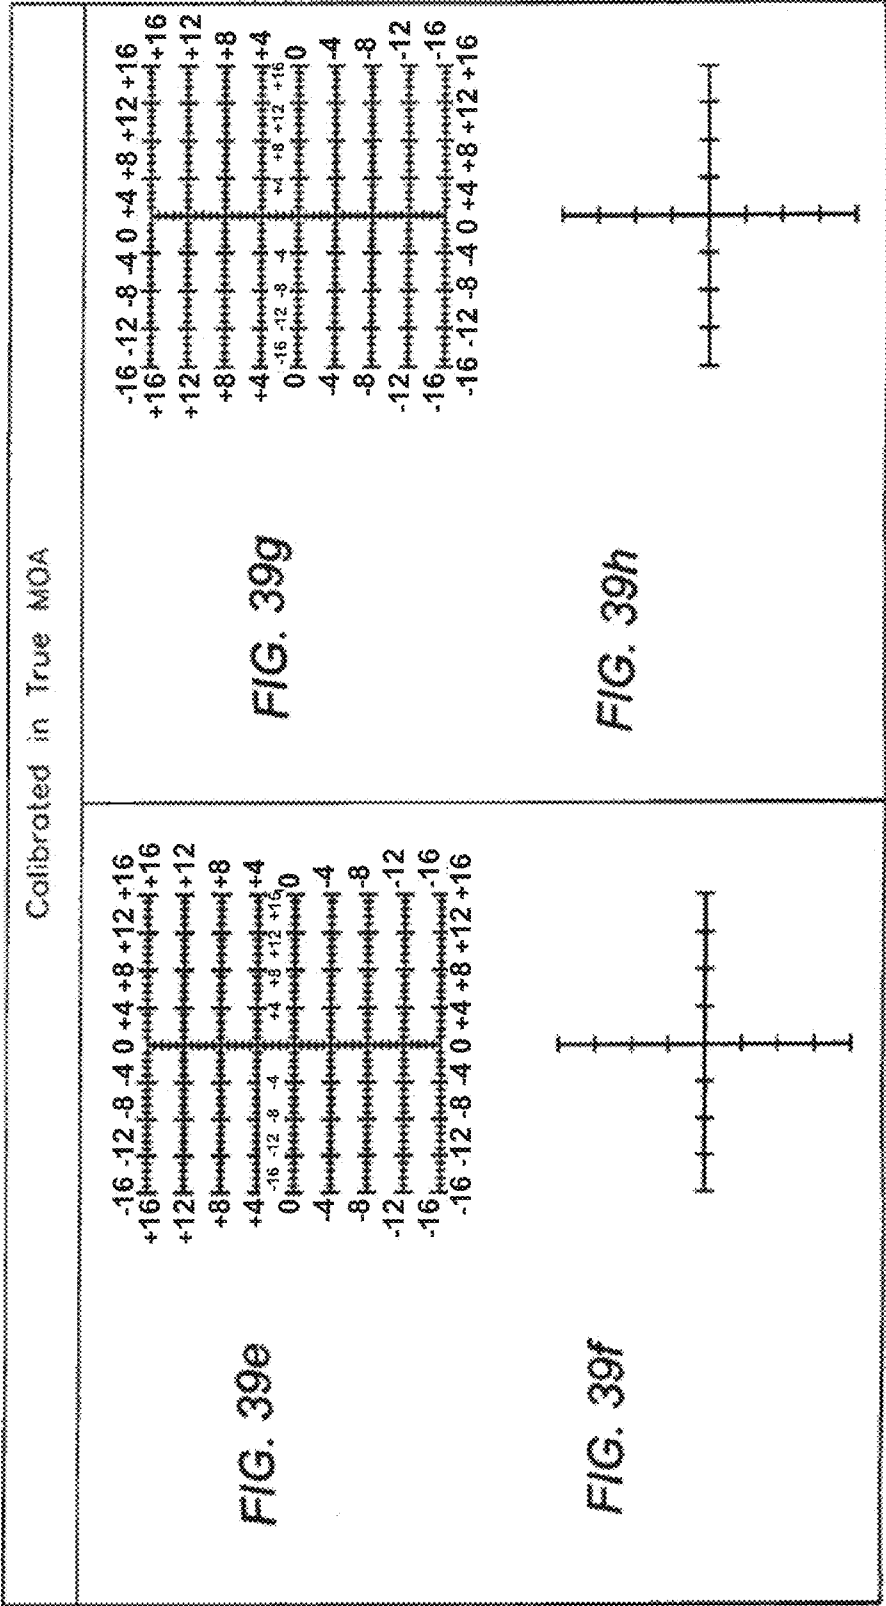 Calibrated in True MOA
FIG. 39e
-16 -12 -8 -4 0 +4 +8 +12 +16
+16 +16
+12 +12
+8 +8
+4 +4
-16 -12 -8 -4 +4 +8 +12 +16
0 0
-4 -4
-8 -8
-12 -12
-16 -16
-16 -12 -8 -4 0 +4 +8 +12 +16
FIG. 39f
FIG. 39g
-16 -12 -8 -4 0 +4 +8 +12 +16
+16 +16
+12 +12
+8 +8
+4 +4
-16 -12 -8 -4 +4 +8 +12 +16
0 0
-4 -4
-8 -8
-12 -12
-16 -16
-16 -12 -8 -4 0 +4 +8 +12 +16
FIG. 39h